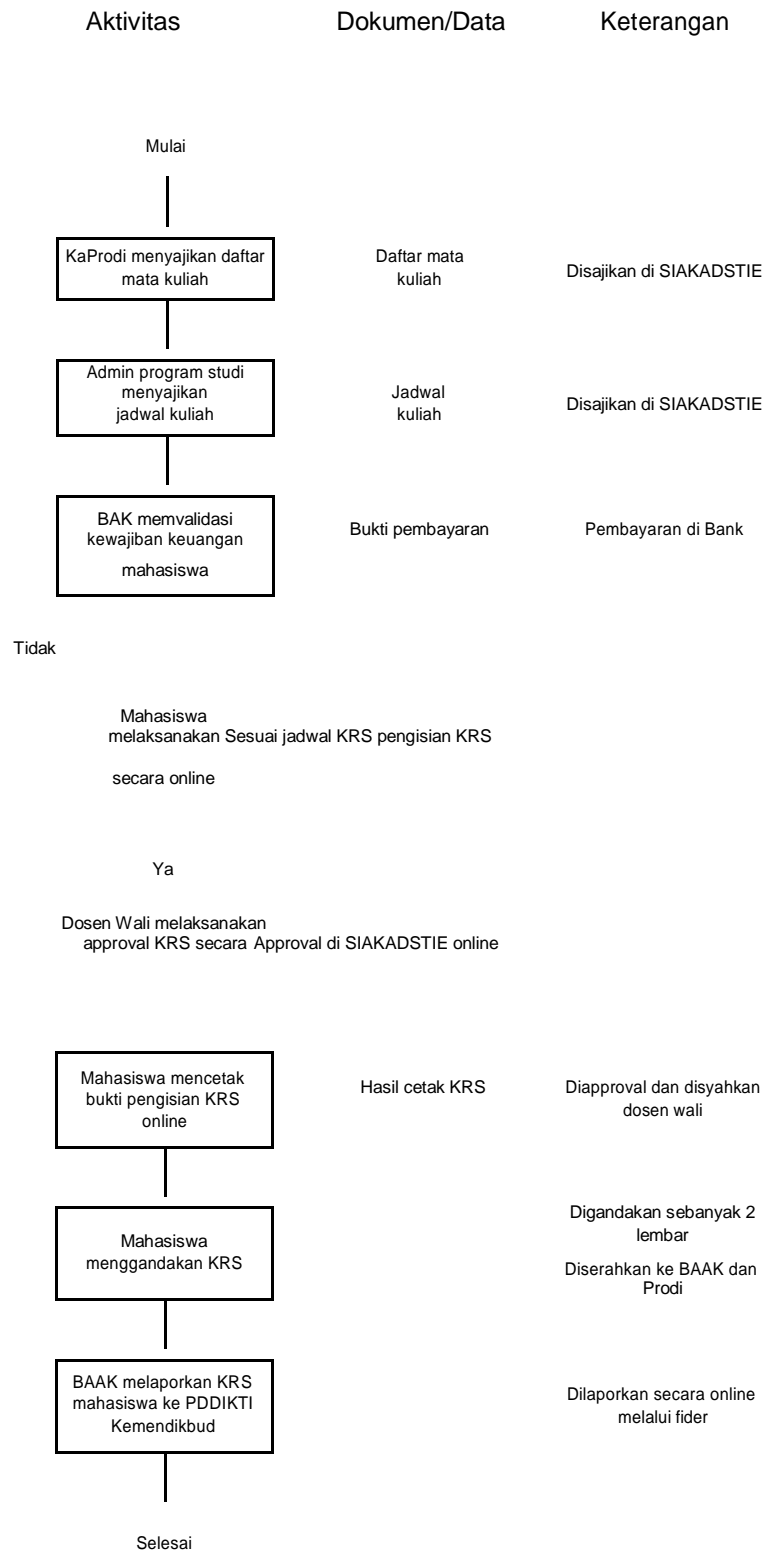 Aktivitas Dokumen/Data Keterangan
Mulai
KaProdi menyajikan daftar
mata kuliah
Daftar mata
kuliah
Disajikan di SIAKADSTIE
Admin program studi
menyajikan
jadwal kuliah
Jadwal
kuliah
Disajikan di SIAKADSTIE
BAK memvalidasi
kewajiban keuangan
mahasiswa
Bukti pembayaran
Pembayaran di Bank
Tidak
Mahasiswa
melaksanakan Sesuai jadwal KRS pengisian KRS
secara online
Ya
Dosen Wali melaksanakan
approval KRS secara Approval di SIAKADSTIE online
Mahasiswa mencetak
bukti pengisian KRS
online
Hasil cetak KRS
Diapproval dan disyahkan
dosen wali
Mahasiswa
menggandakan KRS
Digandakan sebanyak 2
lembar
Diserahkan ke BAAK dan
Prodi
BAAK melaporkan KRS
mahasiswa ke PDDIKTI
Kemendikbud
Dilaporkan secara online
melalui fider
Selesai